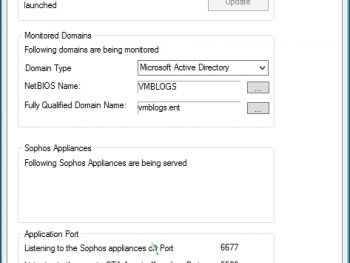 launched
Update
Monitored Domains
Following domains are being monitored
Domain Type Microsoft Active Directory
NetBIOS Name: VMBLOGS ...
Fully Qualified Domain Name: vmblogs.ent ...
Sophos Appliances
Following Sophos Appliances are being served
Application Port
Listening to the Sophos appliances on Port 6677